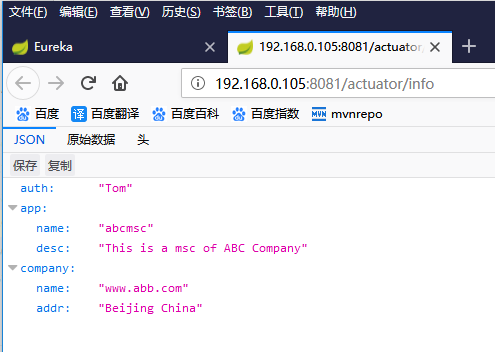 文件(F) 编辑(E) 查看(V) 历史(S) 书签(B) 工具(T) 帮助(H)
Eureka 192.168.0.105:8081/actuator/
192.168.0.105:8081/actuator/info
百度 译 百度翻译 百度百科 百度指数 MVN mvnrepo
JSON 原始数据 头
保存 复制
auth: "Tom"
app:
name: "abcmsc"
desc: "This is a msc of ABC Company"
company:
name: "www.abb.com"
addr: "Beijing China"